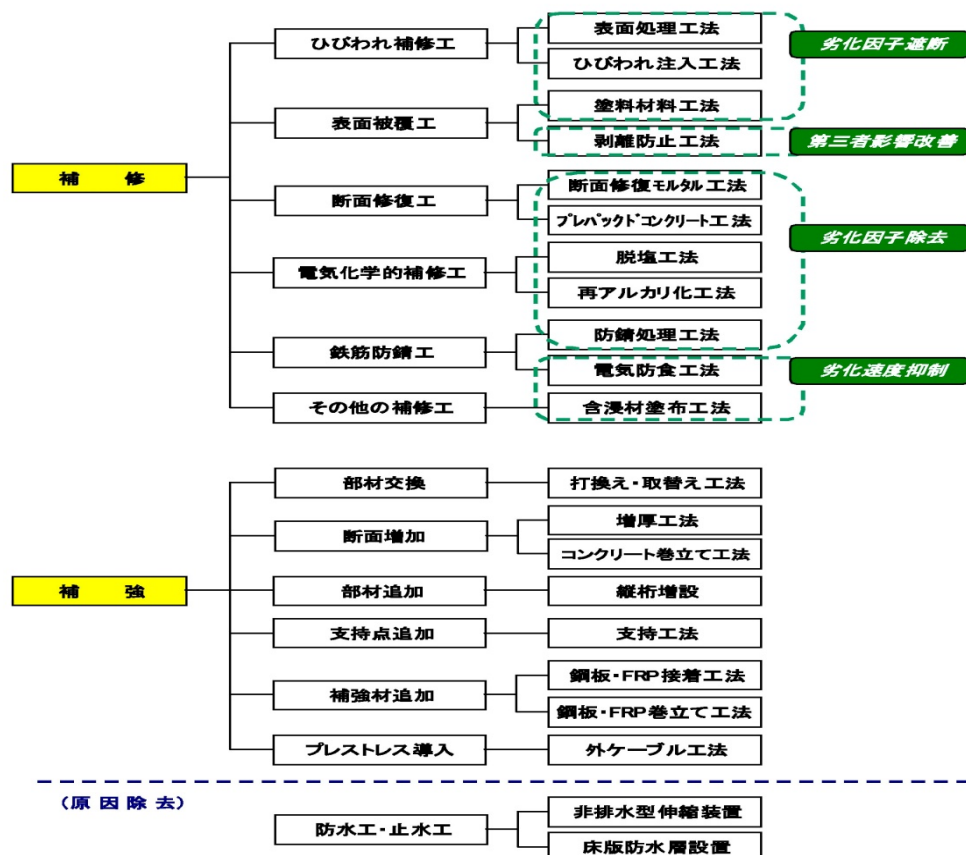 ひびわれ補修工
表面処理工法
劣化因子遮断
ひびわれ注入工法
表面被覆工
塗料材料工法
剥離防止工法
第三者影響改善
補　修
断面修復工
断面修復モルタル工法
プレパックドコンクリート工法
劣化因子除去
電気化学的補修工
脱塩工法
再アルカリ化工法
鉄筋防錆工
防錆処理工法
電気防食工法
劣化速度抑制
その他の補修工
含浸材塗布工法
部材交換
打換え・取替え工法
断面増加
増厚工法
コンクリート巻立て工法
補　強
部材追加
縦桁増設
支持点追加
支持工法
補強材追加
鋼板・FRP接着工法
鋼板・FRP巻立て工法
プレストレス導入
外ケーブル工法
(原因除去)
防水工・止水工
非排水型伸縮装置
床版防水層設置